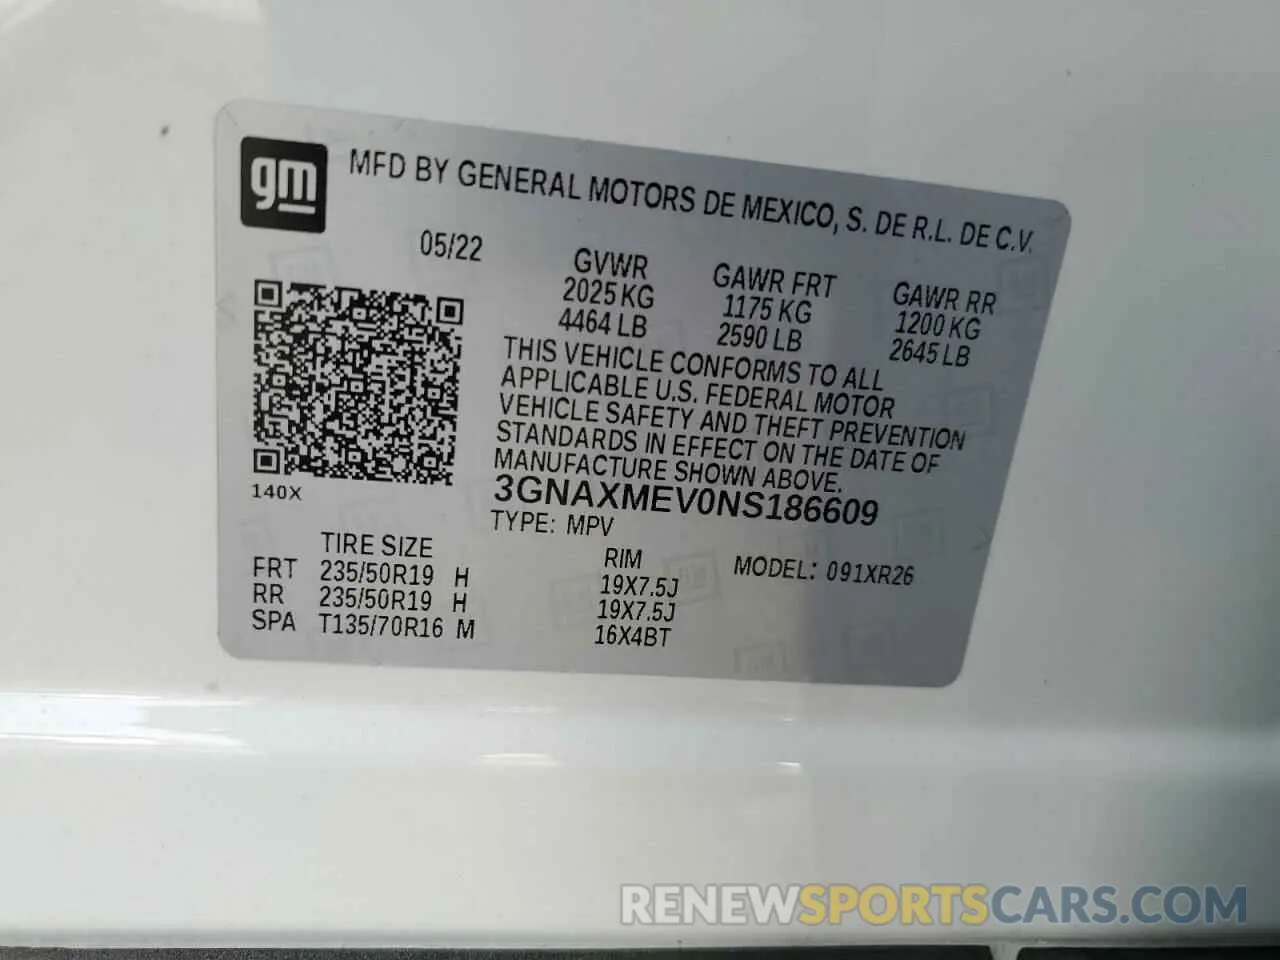 gm
MFD BY GENERAL MOTORS DE MEXICO, S. DE R.L. DE C.V.
05/22
GVWR GAWR FRT GAWR RR
2025 KG 1175 KG 1200 KG
4464 LB 2590 LB 2645 LB
THIS VEHICLE CONFORMS TO ALL
APPLICABLE U.S. FEDERAL MOTOR
VEHICLE SAFETY AND THEFT PREVENTION
STANDARDS IN EFFECT ON THE DATE OF
MANUFACTURE SHOWN ABOVE.
140X
3GNAXMEV0NS186609
TYPE: MPV
TIRE SIZE RIM MODEL: 091XR26
FRT 235/50R19 H 19X7.5J
RR 235/50R19 H 19X7.5J
SPA T135/70R16 M 16X4BT
RENEWSPORTSCARS.COM